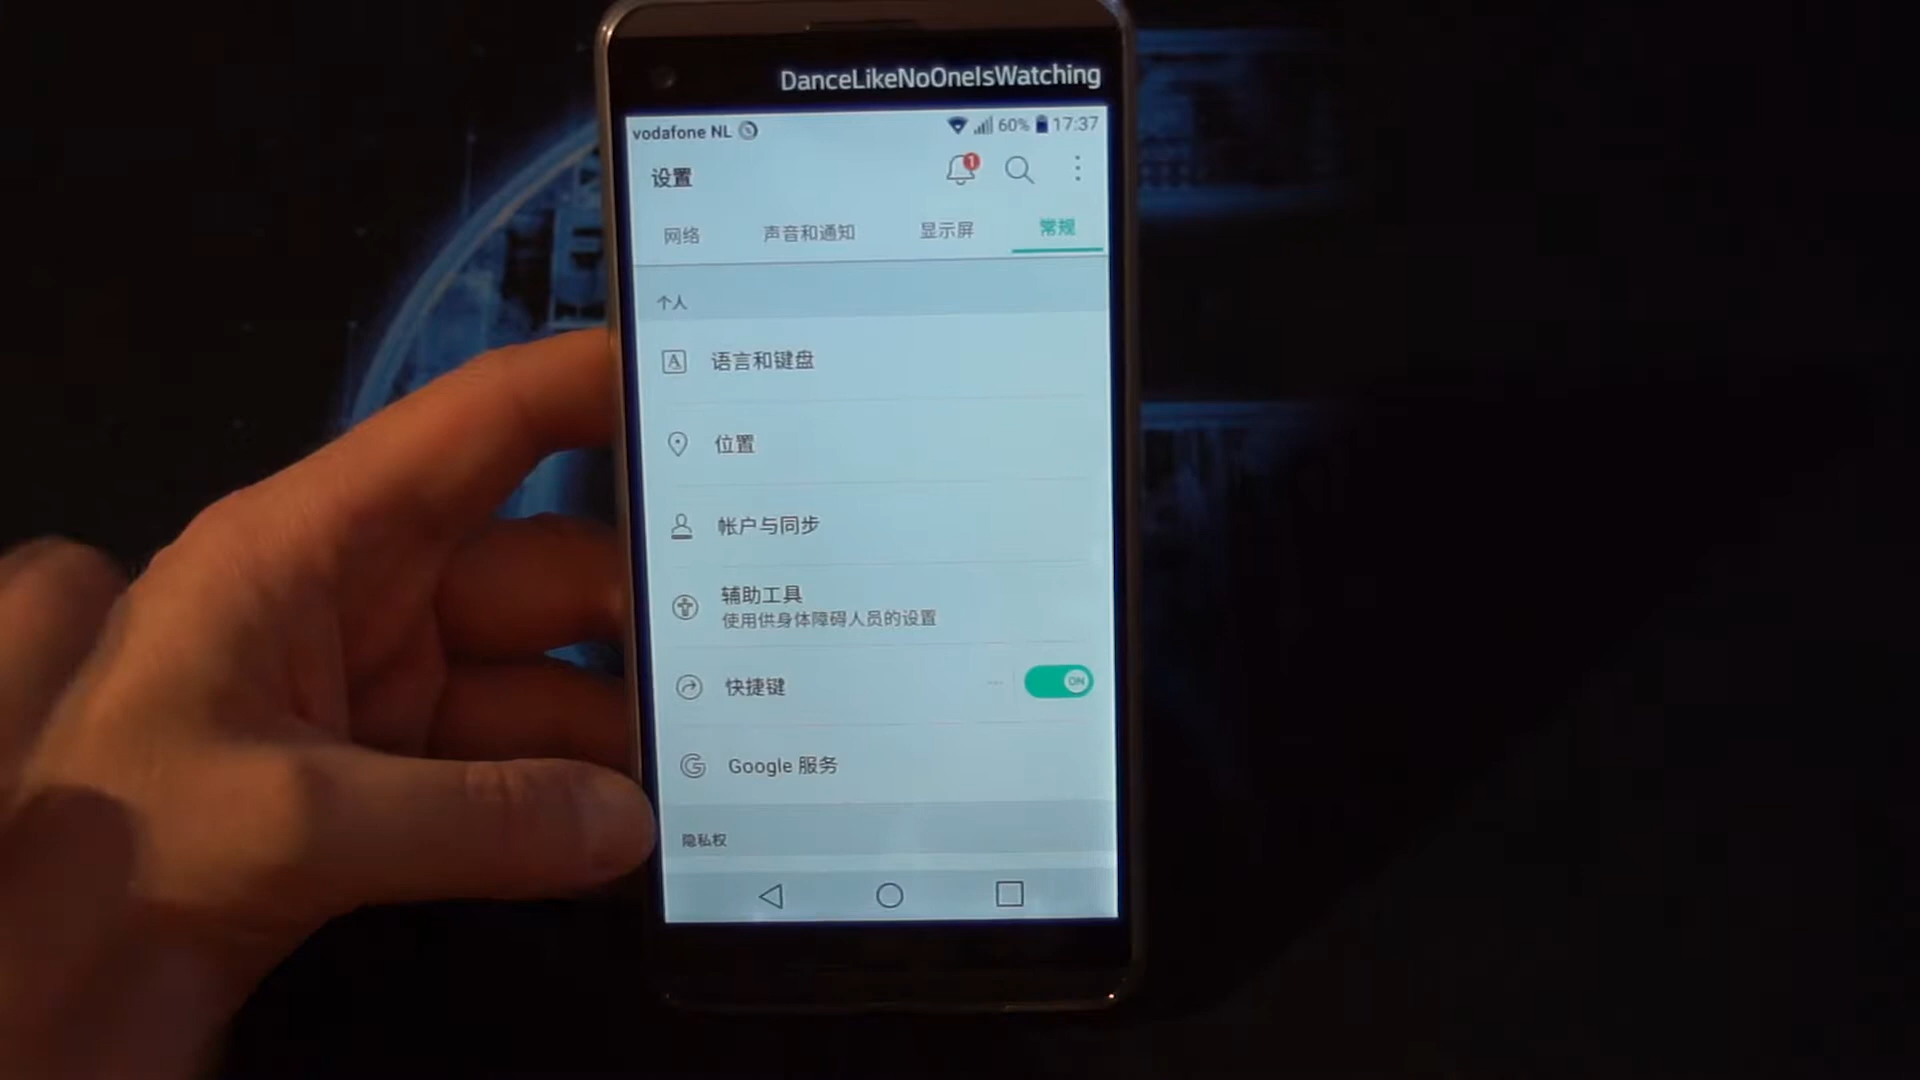 DanceLikeNoOneIsWatching
vodafone NL 60% 17:37
设置 1
网络 声音和通知 显示屏 常规
个人
A 语言和键盘
位置
帐户与同步
辅助工具
使用供身体障碍人员的设置
快捷键 ON
Google 服务
隐私权